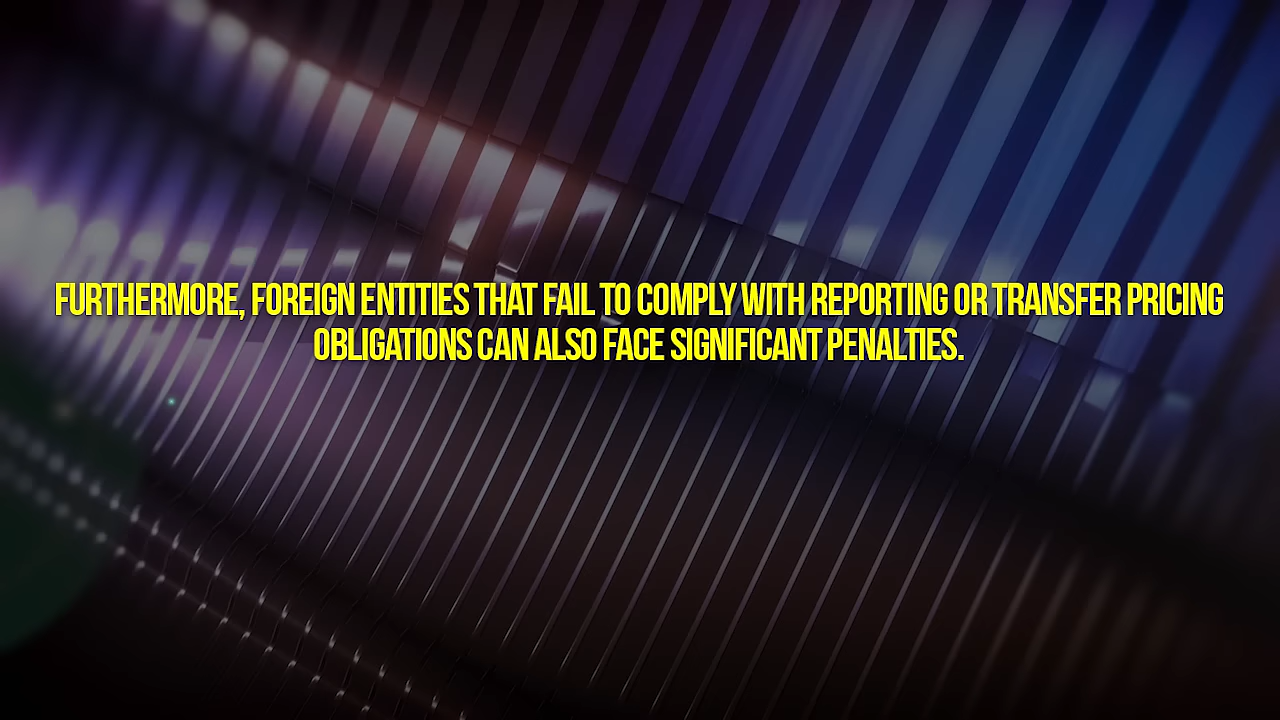 FURTHERMORE, FOREIGN ENTITIES THAT FAIL TO COMPLY WITH REPORTING OR TRANSFER PRICING
OBLIGATIONS CAN ALSO FACE SIGNIFICANT PENALTIES.